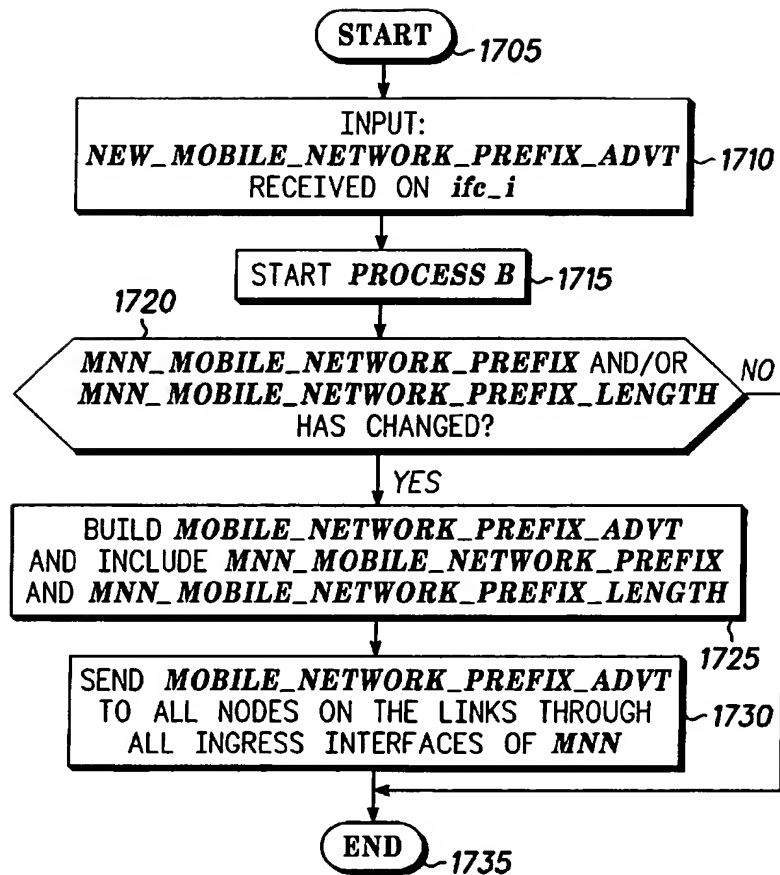 START
1705
INPUT:
NEW_MOBILE_NETWORK_PREFIX_ADVT
RECEIVED ON ifc_i
1710
START PROCESS B
1715
1720
MNN_MOBILE_NETWORK_PREFIX AND/OR
MNN_MOBILE_NETWORK_PREFIX_LENGTH
HAS CHANGED?
NO
YES
BUILD MOBILE_NETWORK_PREFIX_ADVT
AND INCLUDE MNN_MOBILE_NETWORK_PREFIX
AND MNN_MOBILE_NETWORK_PREFIX_LENGTH
1725
SEND MOBILE_NETWORK_PREFIX_ADVT
TO ALL NODES ON THE LINKS THROUGH
ALL INGRESS INTERFACES OF MNN
1730
END
1735